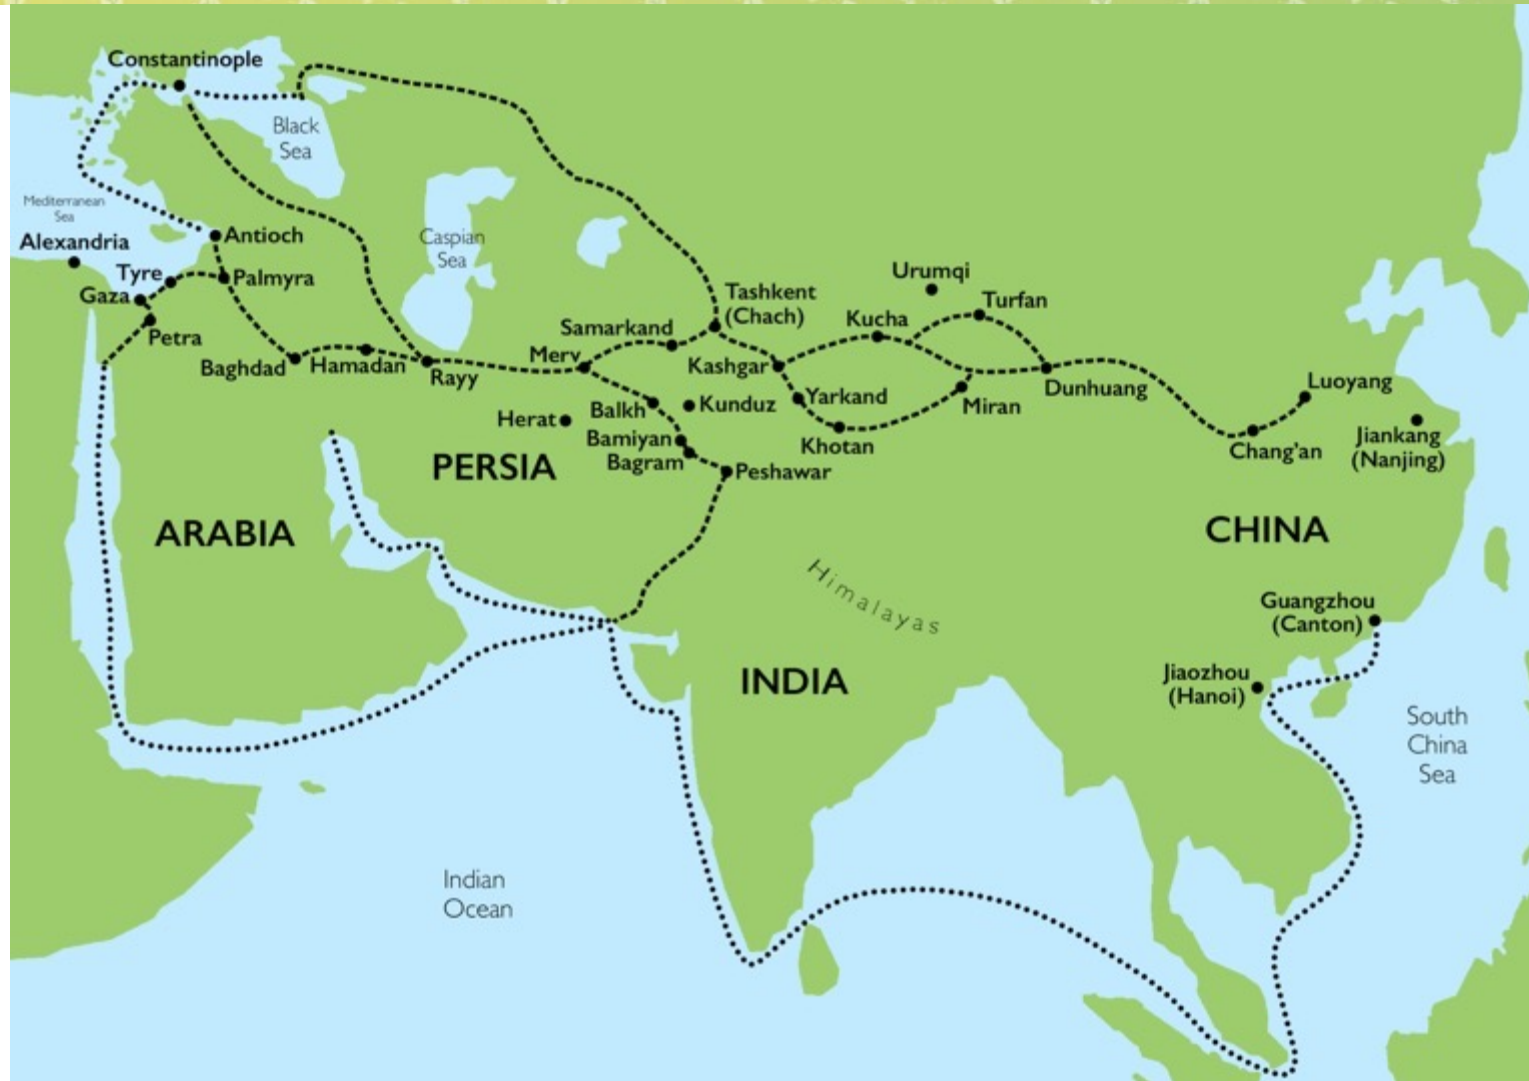 Constantinople
Black
Sea
Mediterranean
Sea
Alexandria
Antioch
Caspian
Sea
Tyre
Palmyra
Gaza
Petra
Baghdad
Hamadan
Rayy
Merv
Samarkand
Tashkent
(Chach)
Urumqi
Turfan
Kucha
Kashgar
Yarkand
Khotan
Miran
Dunhuang
Luoyang
Chang'an
Jiankang
(Nanjing)
Herat
Balkh
Kunduz
Bamiyan
Bagram
Peshawar
PERSIA
ARABIA
CHINA
Himalayas
INDIA
Guangzhou
(Canton)
Jiaozhou
(Hanoi)
South
China
Sea
Indian
Ocean